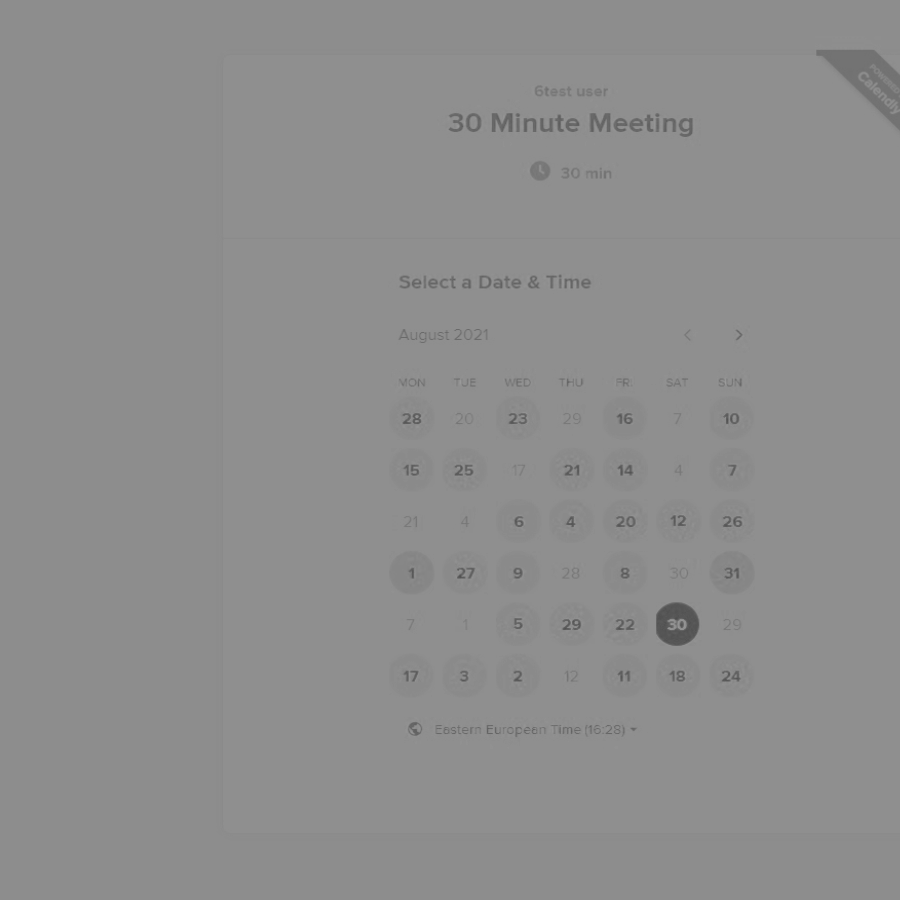 POWERED
Calendly
6test user
30 Minute Meeting
30 min
Select a Date & Time
August 2021
MON TUE WED THU FRI SAT SUN
28 20 23 29 16 7 10
15 25 17 21 14 4 7
21 4 6 4 20 12 26
1 27 9 28 8 30 31
7 1 5 29 22 30 29
17 3 2 12 11 18 24
Eastern European Time (16:28)